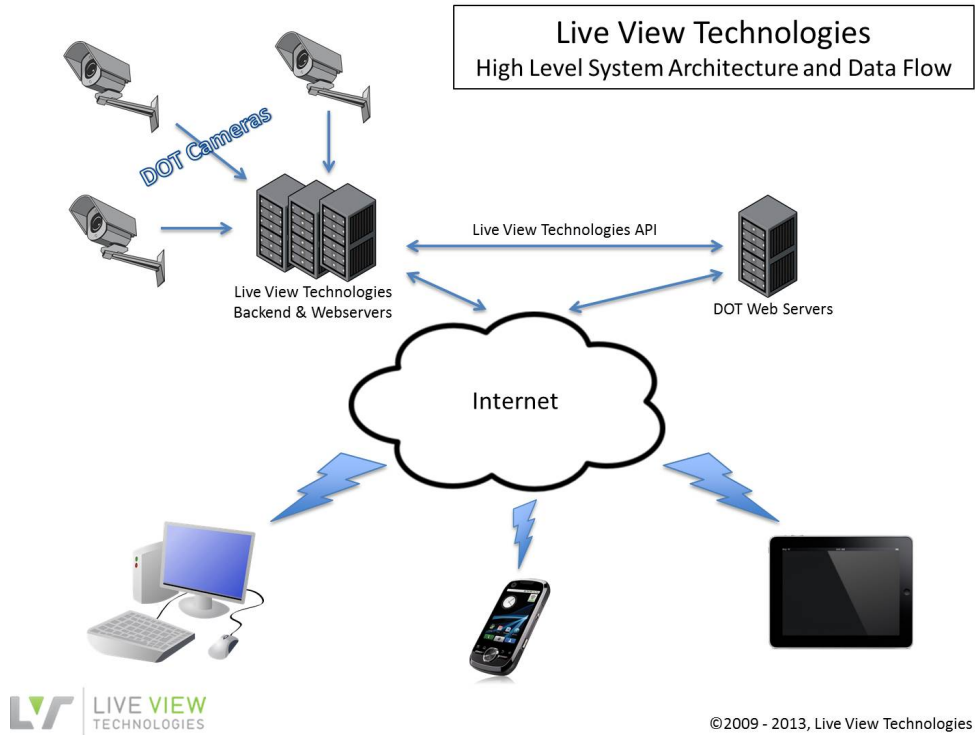 Live View Technologies
High Level System Architecture and Data Flow
DOT Cameras
Live View Technologies API
Live View Technologies
Backend & Webservers
DOT Web Servers
Internet
LVT
LIVE VIEW
TECHNOLOGIES
©2009 - 2013, Live View Technologies